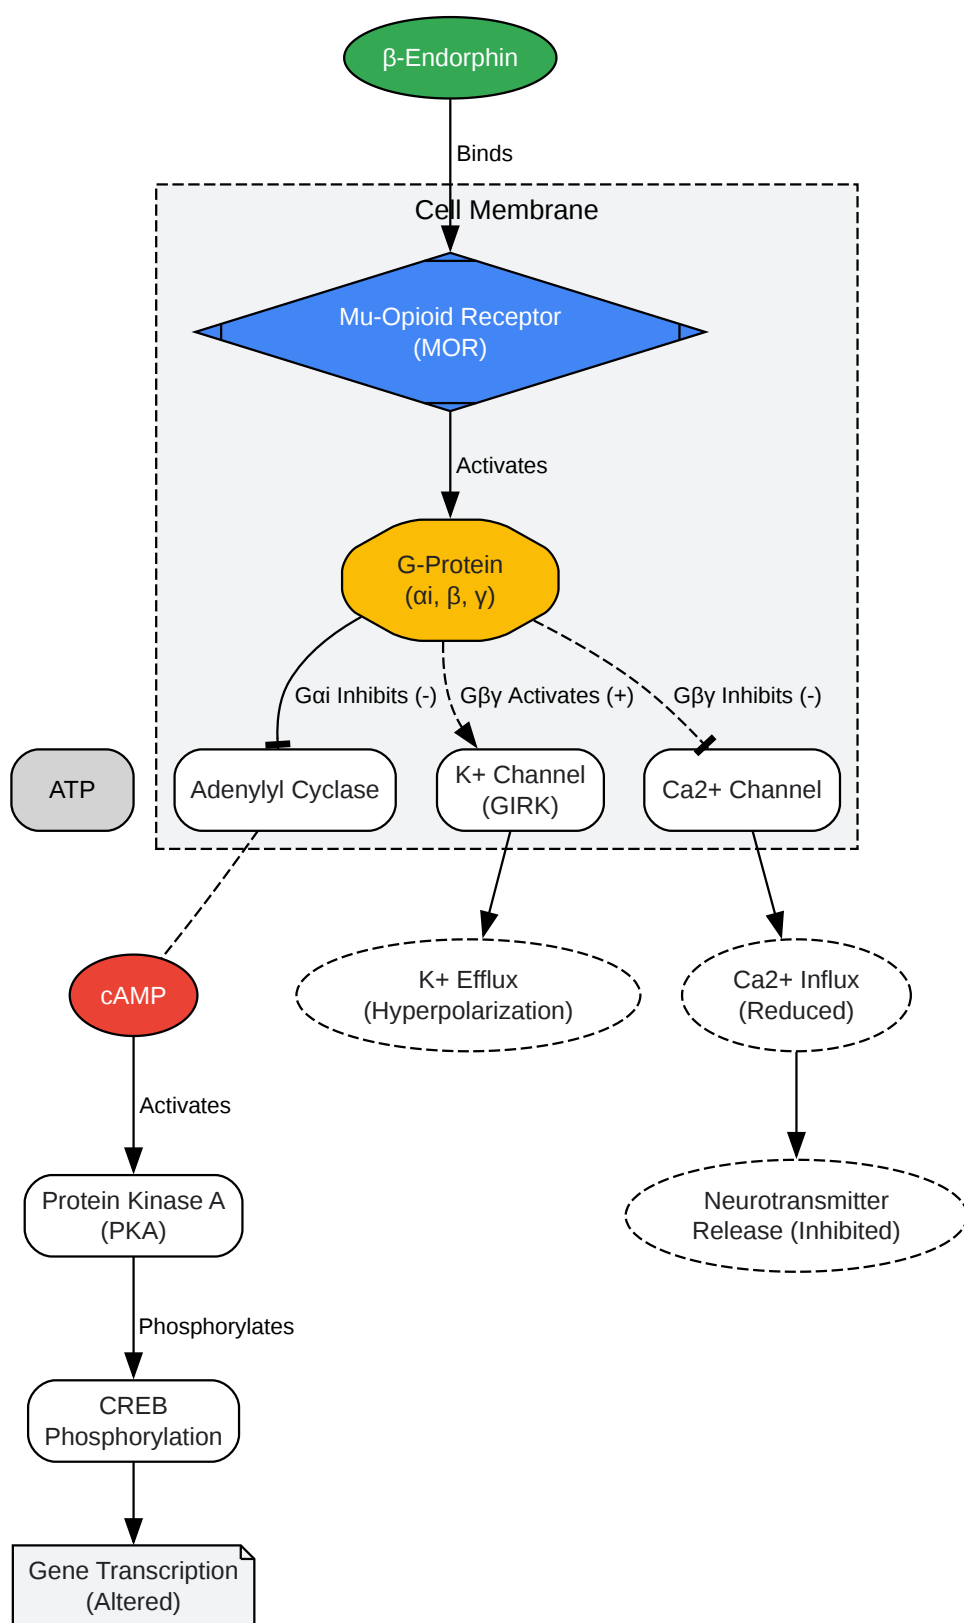 β-Endorphin
Binds
Cell Membrane
Mu-Opioid Receptor
(MOR)
Activates
G-Protein
(αi, β, γ)
Gαi Inhibits (-)
Gβγ Activates (+)
Gβγ Inhibits (-)
ATP
Adenylyl Cyclase
K+ Channel
(GIRK)
Ca2+ Channel
cAMP
K+ Efflux
(Hyperpolarization)
Ca2+ Influx
(Reduced)
Activates
Protein Kinase A
(PKA)
Neurotransmitter
Release (Inhibited)
Phosphorylates
CREB
Phosphorylation
Gene Transcription
(Altered)